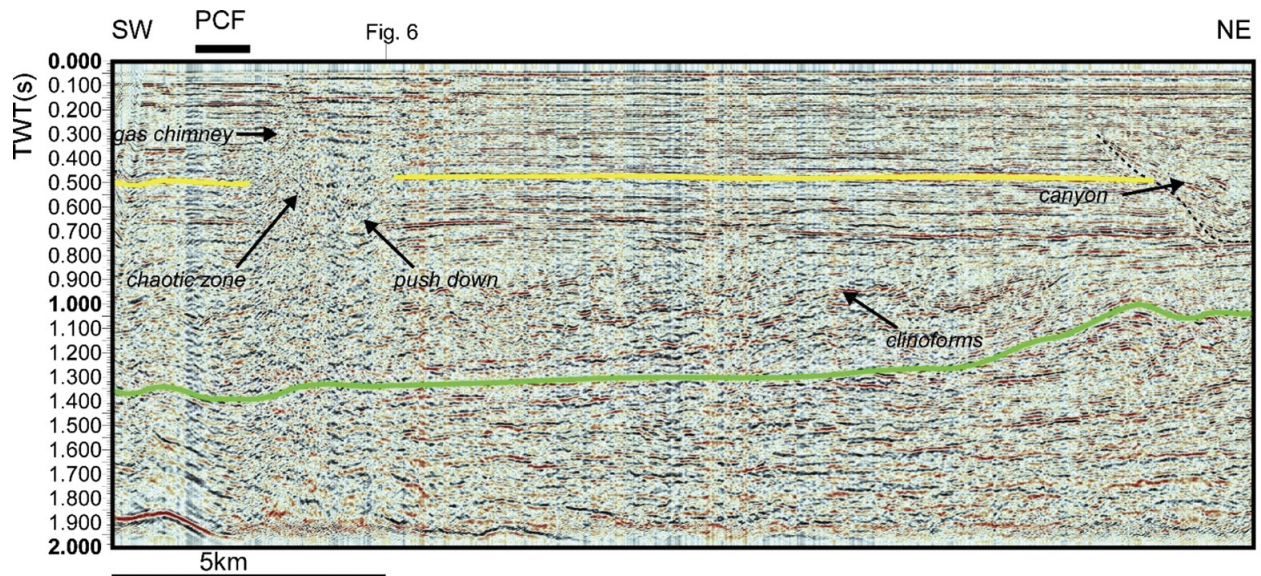 SW
PCF
Fig. 6
NE
TWT(s)
0.000
0.100
0.200
0.300
0.400
0.500
0.600
0.700
0.800
0.900
1.000
1.100
1.200
1.300
1.400
1.500
1.600
1.700
1.800
1.900
2.000
gas chimney
canyon
chaotic zone
push down
clinoforms
5km